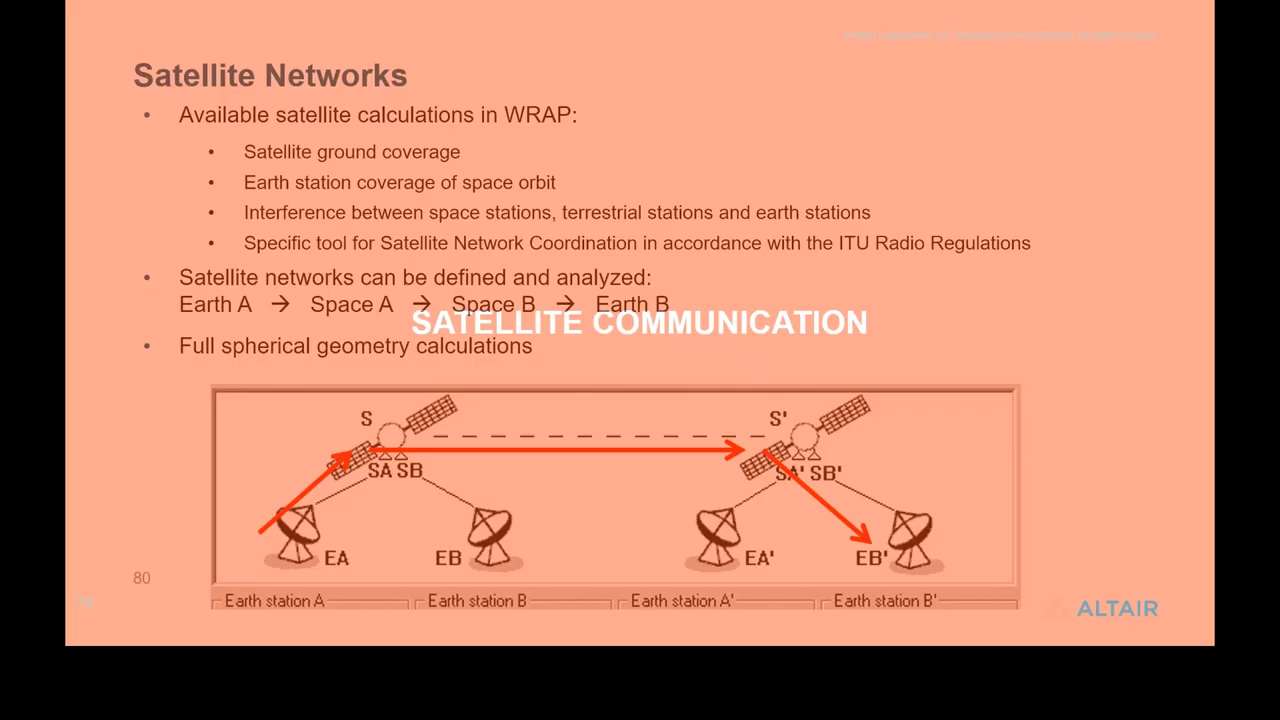 Satellite Networks
• Available satellite calculations in WRAP:
• Satellite ground coverage
• Earth station coverage of space orbit
• Interference between space stations, terrestrial stations and earth stations
• Specific tool for Satellite Network Coordination in accordance with the ITU Radio Regulations
• Satellite networks can be defined and analyzed:
Earth A → Space A → Space B → Earth B
SATELLITE COMMUNICATION
• Full spherical geometry calculations
S S'
SA SB SA' SB'
EA EB EA' EB'
80
Earth station A Earth station B Earth station A' Earth station B'
ALTAIR